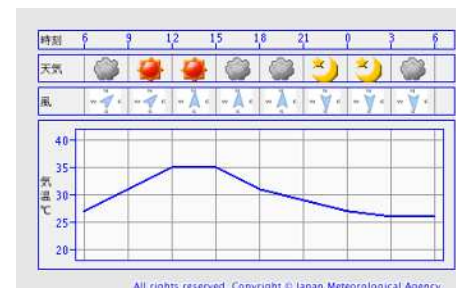 時刻 6 9 12 15 18 21 0 3 6
天気
風
40
35
気温℃ 30
25
20
All rights reserved. Copyright © Japan Meteorological Agency